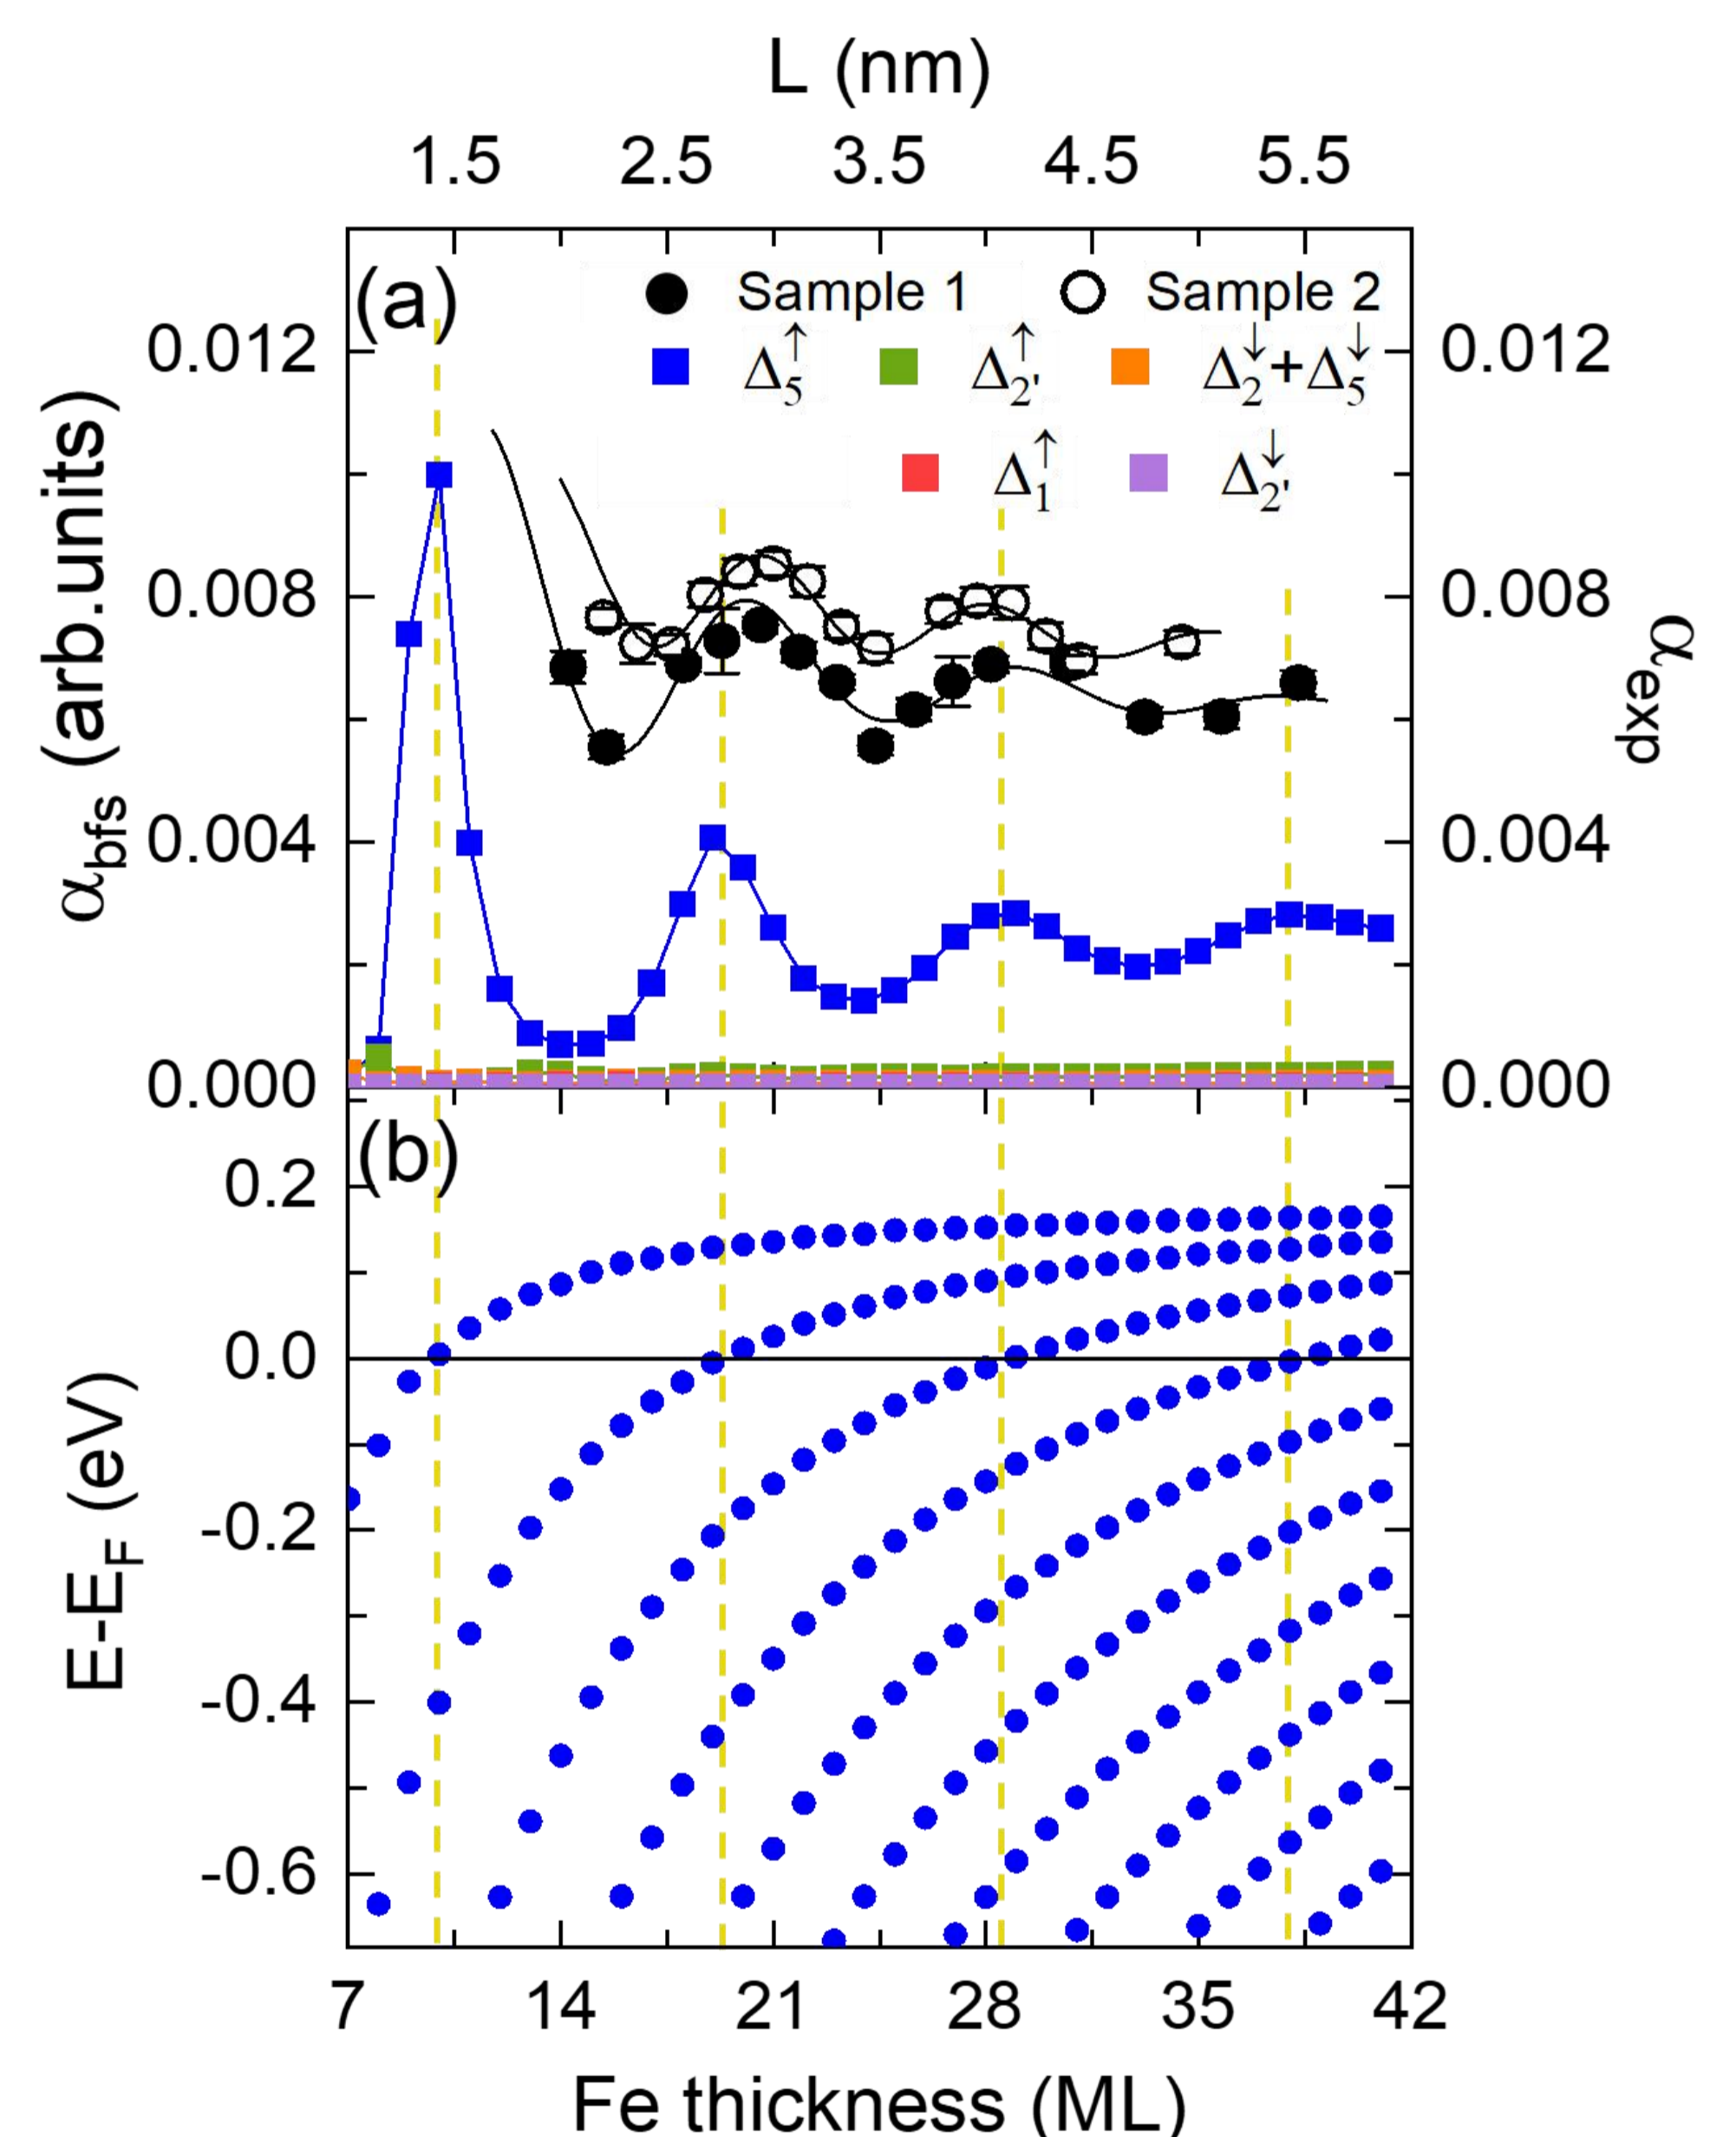 L (nm)
1.5 2.5 3.5 4.5 5.5
(a)
Sample 1 Sample 2
Δ5↑ Δ2'↑ Δ2↓+Δ5↓
Δ1↑ Δ2'↓
0.012
0.008
0.004
0.000
αbfs (arb.units)
0.012
0.008
0.004
0.000
αexp
(b)
0.2
0.0
-0.2
-0.4
-0.6
E-EF (eV)
7 14 21 28 35 42
Fe thickness (ML)